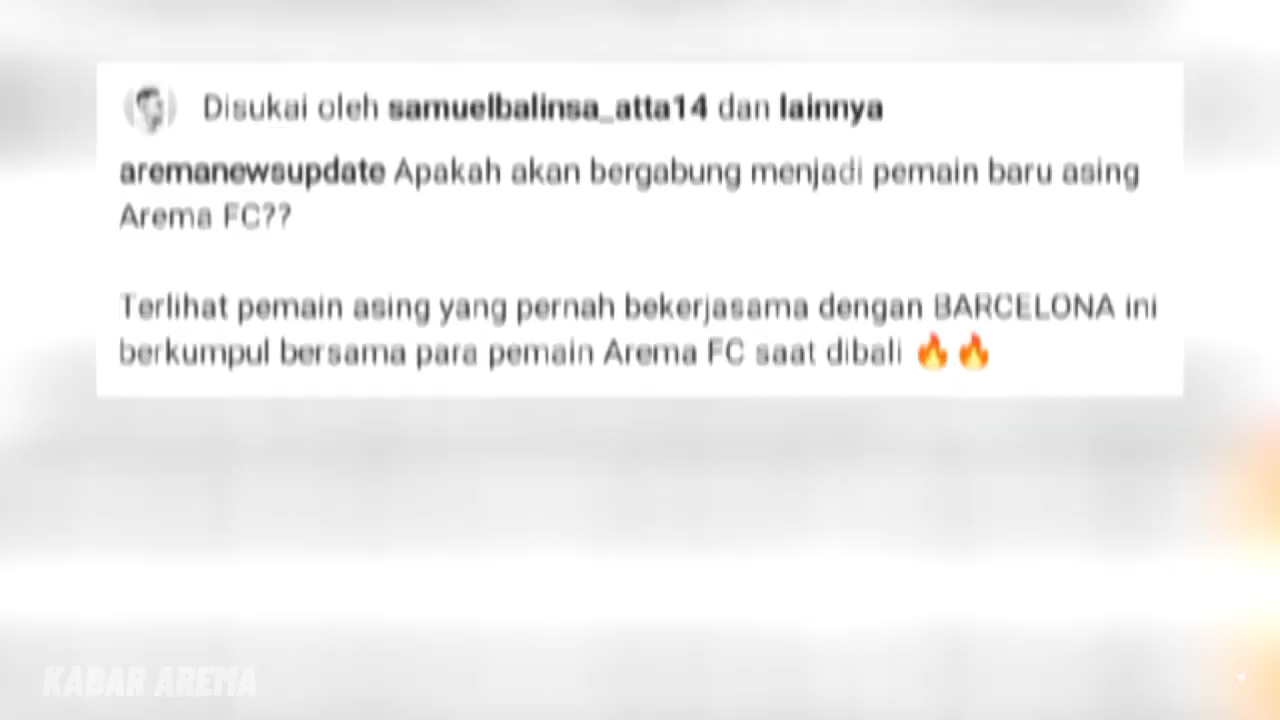 Disukai oleh samuelbalinsa_atta14 dan lainnya
aremanewsupdate Apakah akan bergabung menjadi pemain baru asing
Arema FC??
Terlihat pemain asing yang pernah bekerjasama dengan BARCELONA ini
berkumpul bersama para pemain Arema FC saat dibali 🔥🔥
KABAR AREMA